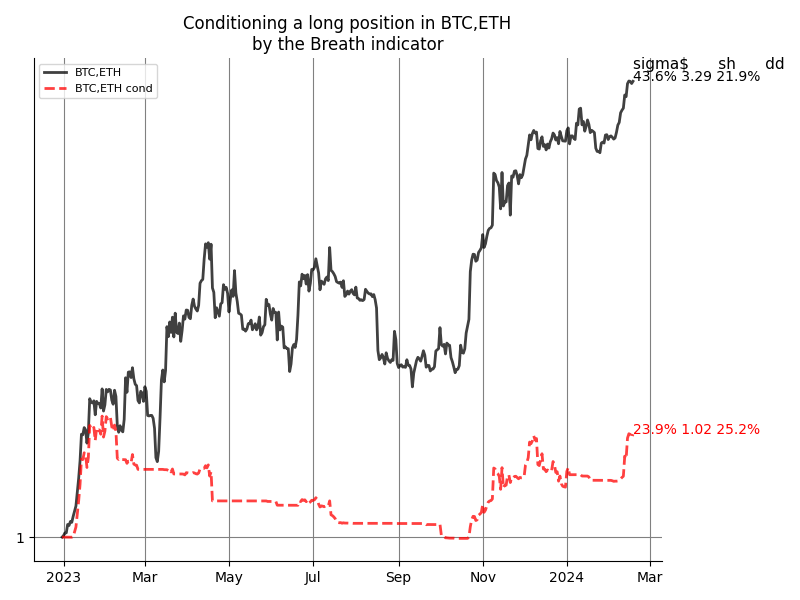 Conditioning a long position in BTC,ETH
by the Breath indicator
sigma$ sh dd
43.6% 3.29 21.9%
BTC,ETH
BTC,ETH cond
23.9% 1.02 25.2%
1
2023 Mar May Jul Sep Nov 2024 Mar